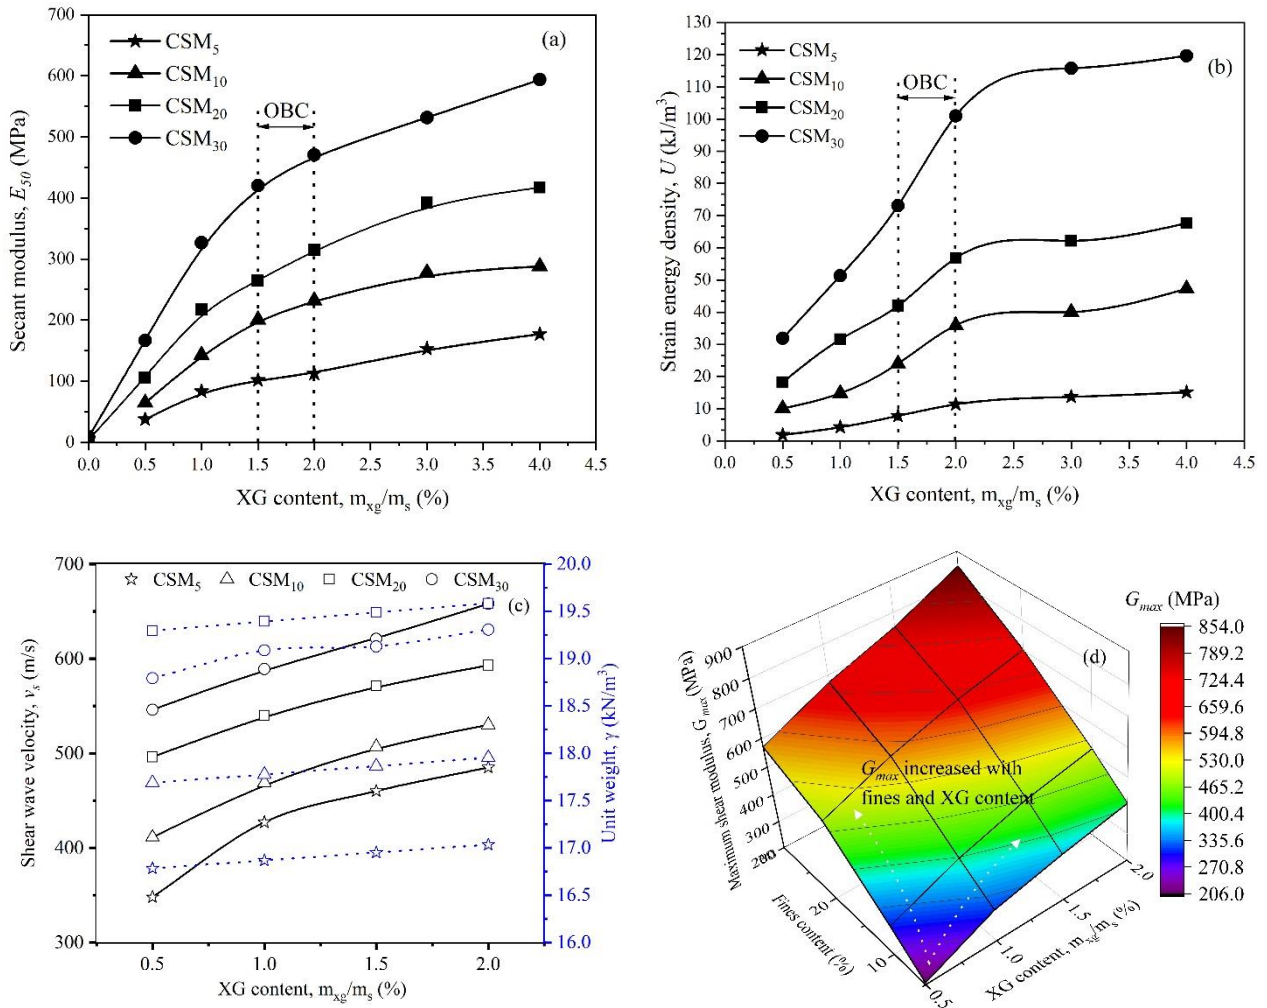 700
600
500
400
300
200
100
0
0.0 0.5 1.0 1.5 2.0 2.5 3.0 3.5 4.0 4.5
Secant modulus, E50 (MPa)
XG content, mxg/ms (%)
CSM5
CSM10
CSM20
CSM30
OBC
(a)
130
120
110
100
90
80
70
60
50
40
30
20
10
0
0.0 0.5 1.0 1.5 2.0 2.5 3.0 3.5 4.0 4.5
Strain energy density, U (kJ/m3)
XG content, mxg/ms (%)
CSM5
CSM10
CSM20
CSM30
OBC
(b)
700
600
500
400
300
0.5 1.0 1.5 2.0
Shear wave velocity, vs (m/s)
XG content, mxg/ms (%)
CSM5 CSM10 CSM20 CSM30
(c)
20.0
19.5
19.0
18.5
18.0
17.5
17.0
16.5
16.0
Unit weight, γ (kN/m3)
900
800
700
600
500
400
300
200
Maximum shear modulus, Gmax (MPa)
20
10
Fines content (%)
0.5
1.0
1.5
2.0
XG content, mxg/ms (%)
Gmax increased with
fines and XG content
(d)
Gmax (MPa)
854.0
789.2
724.4
659.6
594.8
530.0
465.2
400.4
335.6
270.8
206.0